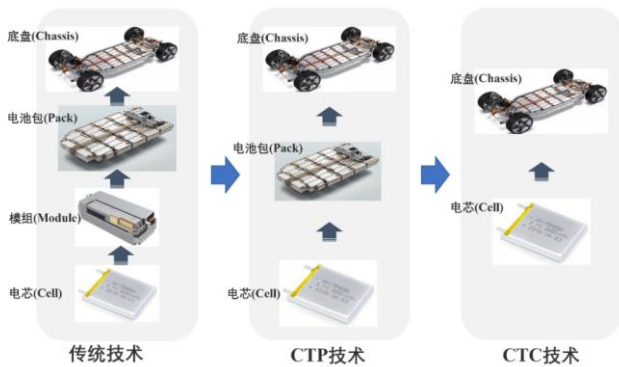 底盘(Chassis)
电池包(Pack)
模组(Module)
电芯(Cell)
传统技术
底盘(Chassis)
电池包(Pack)
电芯(Cell)
CTP技术
底盘(Chassis)
电芯(Cell)
CTC技术